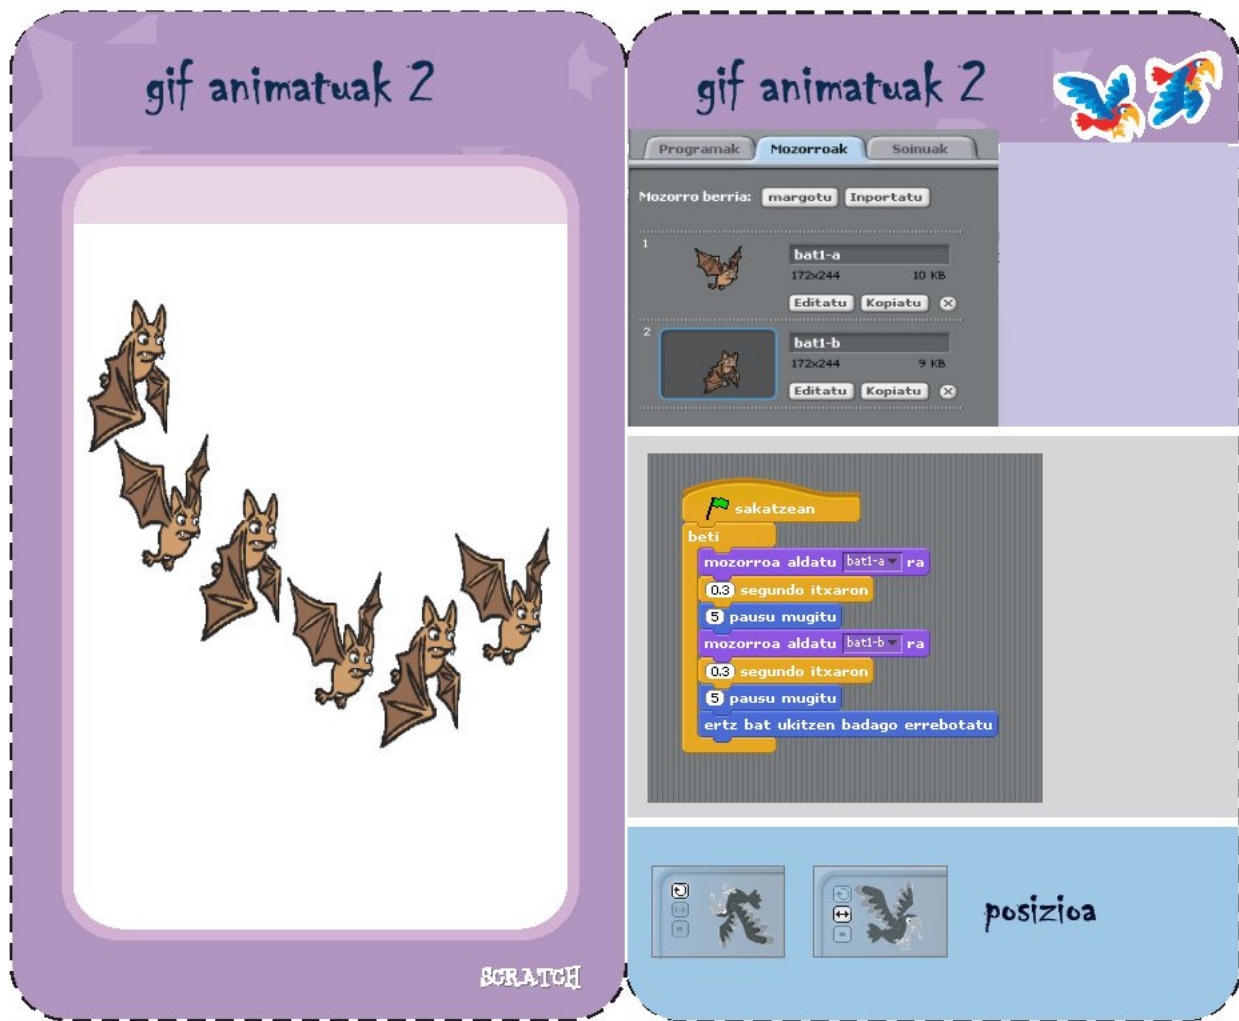 gif animatuak 2
SCRATCH
gif animatuak 2
Programak Mozorroak Soinuak
Mozorro berria: margotu Inportatu
1
bat1-a
172x244 10 KB
Editatu Kopiatu
2
bat1-b
172x244 9 KB
Editatu Kopiatu
sakatzean
beti
mozorroa aldatu bat1-a ra
0.3 segundo itxaron
5 pausu mugitu
mozorroa aldatu bat1-b ra
0.3 segundo itxaron
5 pausu mugitu
ertz bat ukitzen badago errebotatu
posizioa